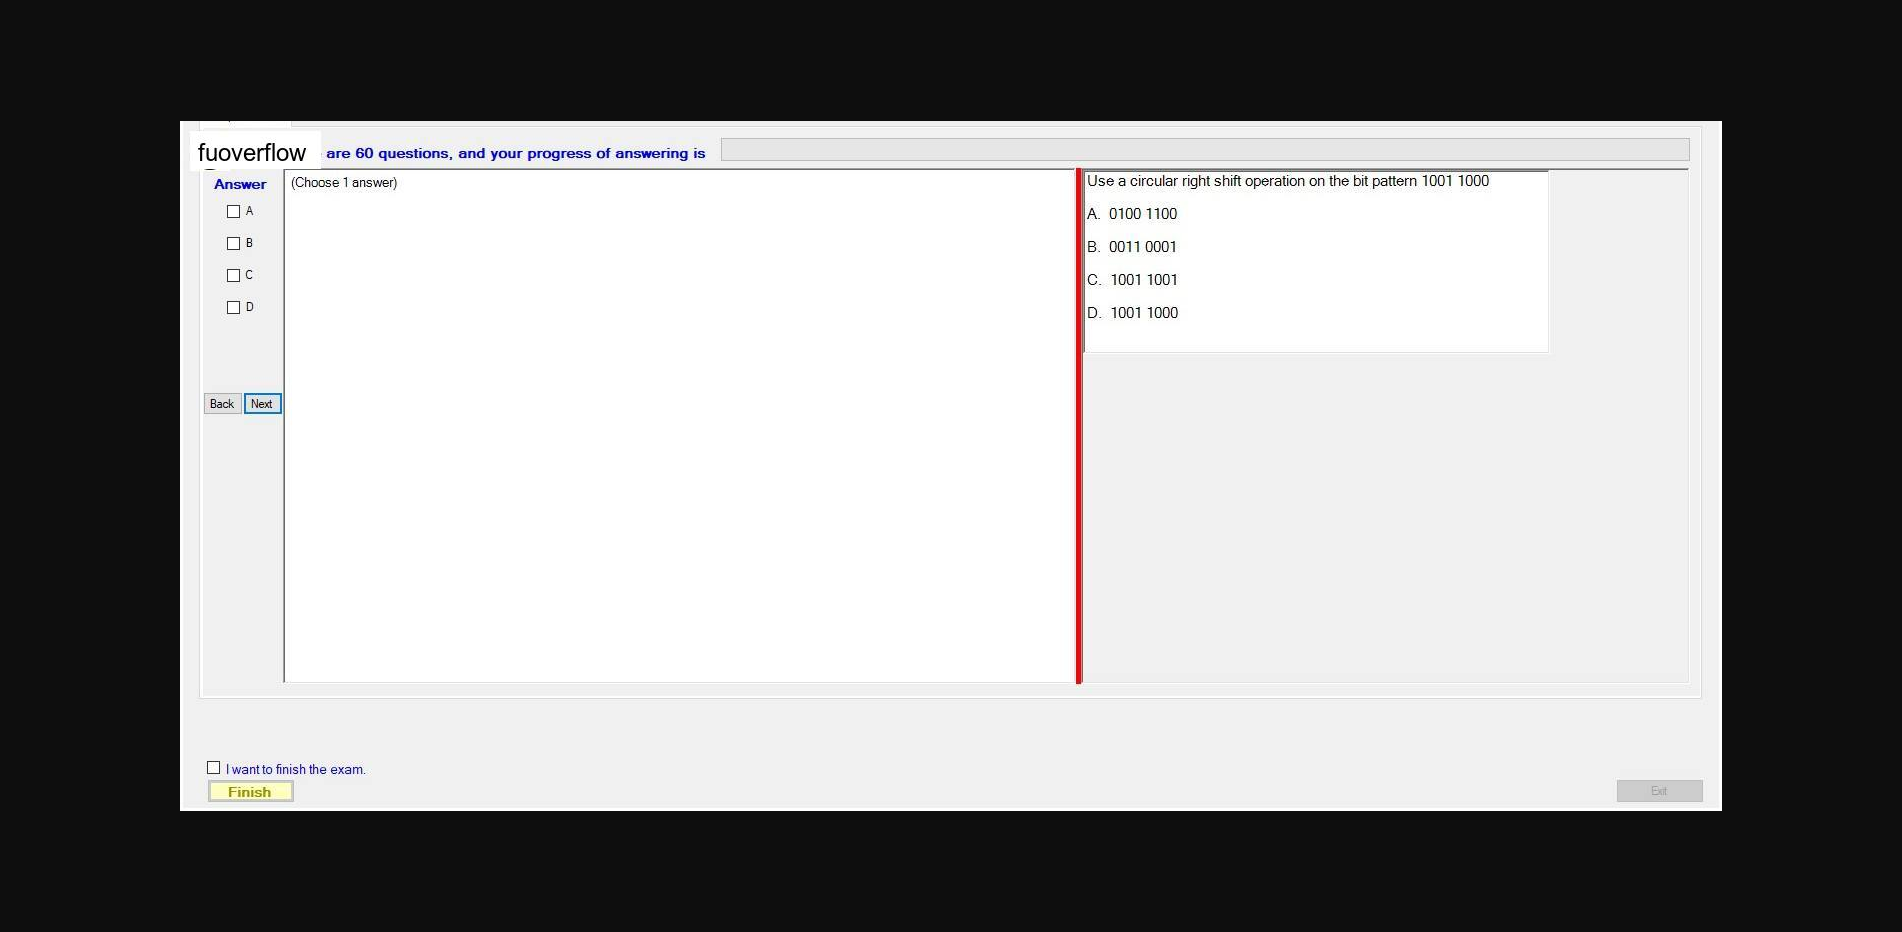 fuoverflow are 60 questions, and your progress of answering is
Answer
(Choose 1 answer)
A
B
C
D
Back Next
Use a circular right shift operation on the bit pattern 1001 1000
A. 0100 1100
B. 0011 0001
C. 1001 1001
D. 1001 1000
I want to finish the exam.
Finish
Exit